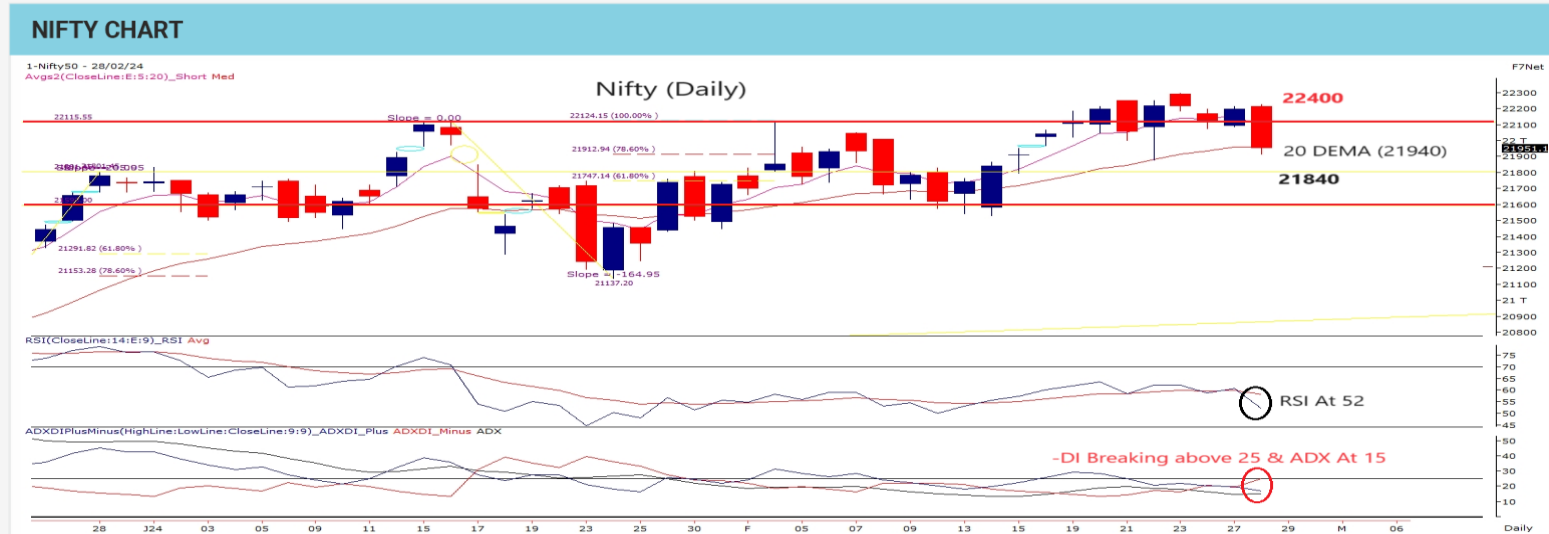 NIFTY CHART
1-Nifty50 - 28/02/24
F7Net
Avgs2(CloseLine:E:5:20)_Short Med
Nifty (Daily)
22400
22115.55
Slope = 0.00
22124.15 (100.00% )
21912.94 (78.60% )
20 DEMA (21940)
21747.14 (61.80% )
21840
21291.82 (61.80% )
21153.28 (78.60% )
Slope = -164.95
21137.20
22300
22200
22100
22 T
21951.1
21900
21800
21700
21600
21500
21400
21300
21200
21100
21 T
20900
20800
RSI(CloseLine:14:E:9)_RSI Avg
75
70
65
60
55
50
45
RSI At 52
ADXDIPlusMinus(HighLine:LowLine:CloseLine:9:9)_ADXDI_Plus ADXDI_Minus ADX
50
40
30
20
10
-DI Breaking above 25 & ADX At 15
28 J24 03 05 09 11 15 17 19 23 25 30 F 05 07 09 13 15 19 21 23 27 29 M 06 Daily